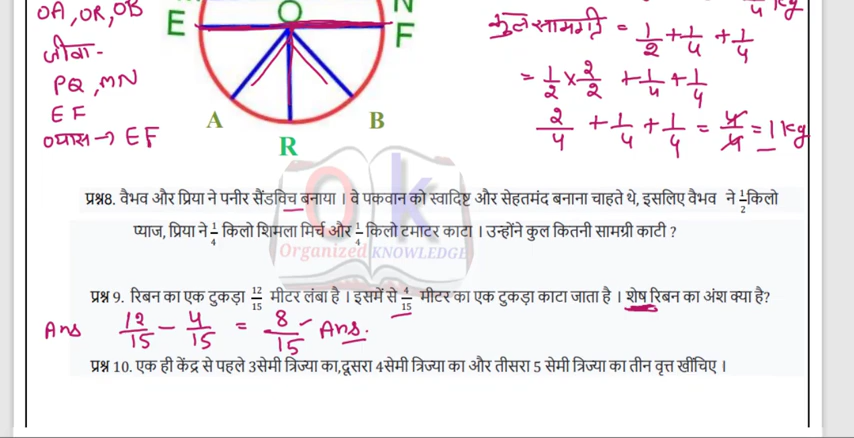 OA, OR, OB
जीवा -
PQ, MN
EF
व्यास → EF
O
N
E
F
A
B
R
4 kg
कुल सामग्री = 1/2 + 1/4 + 1/4
= 1/2 × 2/2 + 1/4 + 1/4
2/4 + 1/4 + 1/4 = 4/4 = 1 kg
प्रश्न8. वैभव और प्रिया ने पनीर सैंडविच बनाया । वे पकवान को स्वादिष्ट और सेहतमंद बनाना चाहते थे, इसलिए वैभव ने 1/2 किलो
प्याज, प्रिया ने 1/4 किलो शिमला मिर्च और 1/4 किलो टमाटर काटा । उन्होंने कुल कितनी सामग्री काटी ?
ok
Organized KNOWLEDGE
प्रश्न 9. रिबन का एक टुकड़ा 12/15 मीटर लंबा है । इसमें से 4/15 मीटर का एक टुकड़ा काटा जाता है । शेष रिबन का अंश क्या है?
Ans 12/15 - 4/15 = 8/15 - Ans.
प्रश्न 10. एक ही केंद्र से पहले 3सेमी त्रिज्या का,दूसरा 4सेमी त्रिज्या का और तीसरा 5 सेमी त्रिज्या का तीन वृत्त खींचिए ।